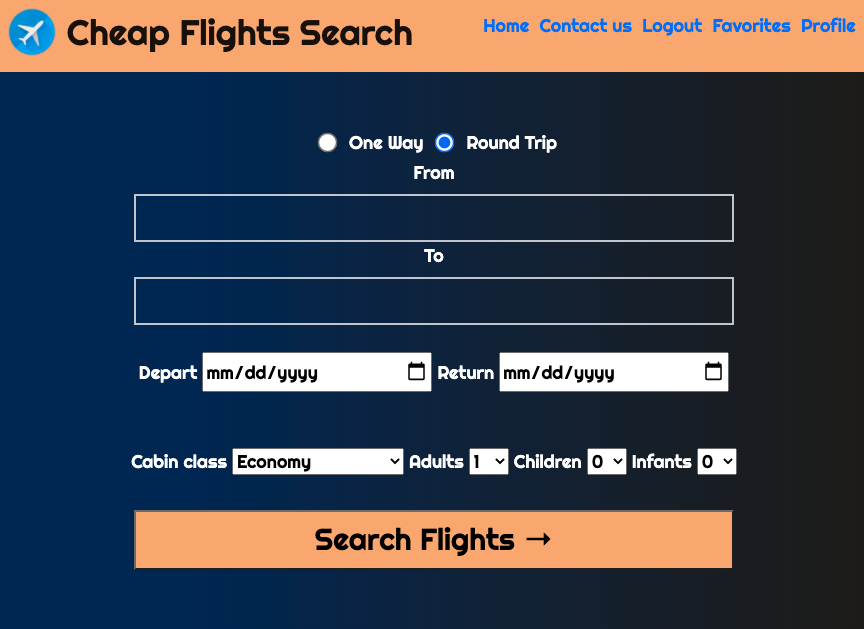 Cheap Flights Search Home Contact us Logout Favorites Profile
One Way Round Trip
From
To
Depart mm/dd/yyyy Return mm/dd/yyyy
Cabin class Economy Adults 1 Children 0 Infants 0
Search Flights →